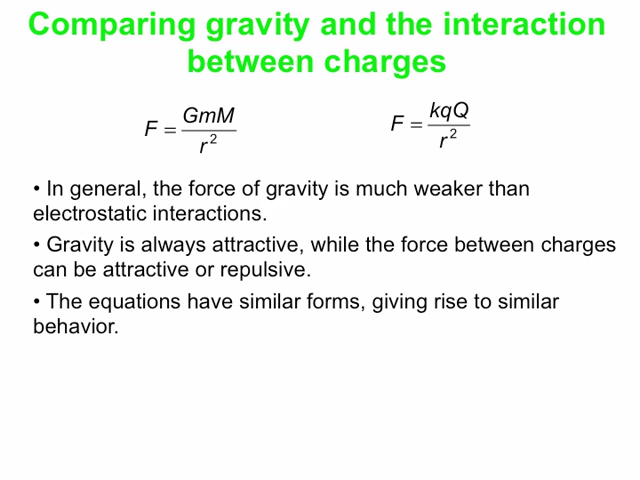 Comparing gravity and the interaction
between charges
F = GmM / r²
F = kqQ / r²
• In general, the force of gravity is much weaker than
electrostatic interactions.
• Gravity is always attractive, while the force between charges
can be attractive or repulsive.
• The equations have similar forms, giving rise to similar
behavior.